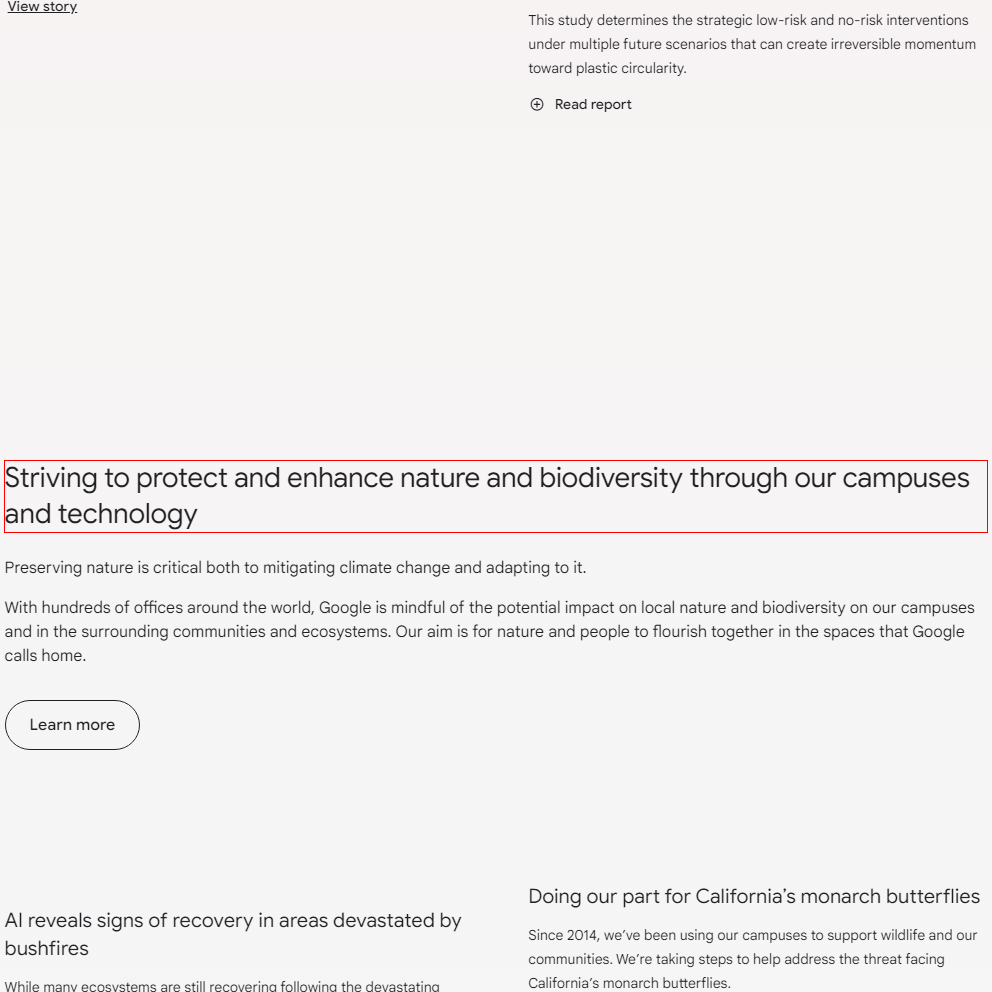 View story
This study determines the strategic low-risk and no-risk interventions
under multiple future scenarios that can create irreversible momentum
toward plastic circularity.
Read report
Striving to protect and enhance nature and biodiversity through our campuses
and technology
Preserving nature is critical both to mitigating climate change and adapting to it.
With hundreds of offices around the world, Google is mindful of the potential impact on local nature and biodiversity on our campuses
and in the surrounding communities and ecosystems. Our aim is for nature and people to flourish together in the spaces that Google
calls home.
Learn more
AI reveals signs of recovery in areas devastated by
bushfires
While many ecosystems are still recovering following the devastating
Doing our part for California’s monarch butterflies
Since 2014, we’ve been using our campuses to support wildlife and our
communities. We’re taking steps to help address the threat facing
California’s monarch butterflies.